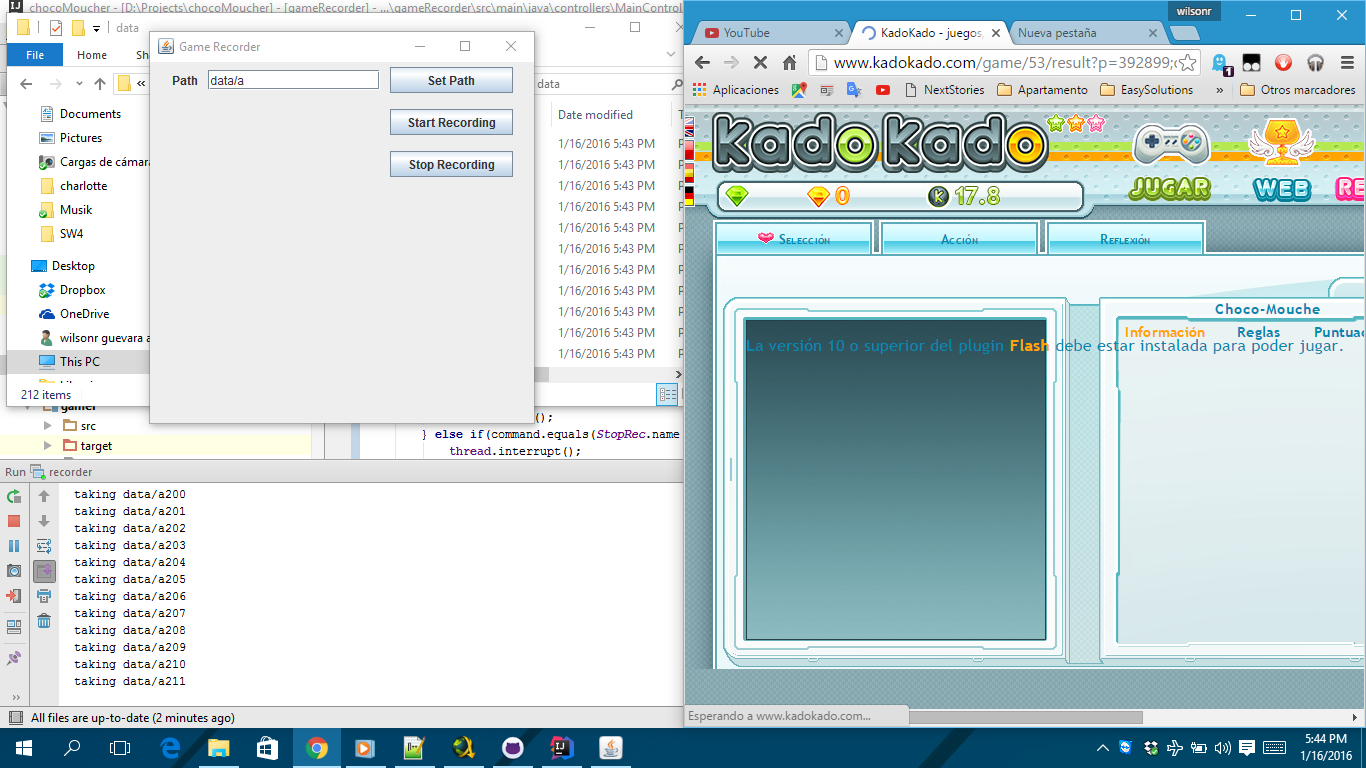 chocoMoucher - [D:\Projects\chocoMoucher] - [gameRecorder] - ...\gameRecorder\src\main\java\controllers\MainControl
data
File
Home
data
Documents
Pictures
Cargas de cámara
charlotte
Musik
SW4
Desktop
Dropbox
OneDrive
wilsonr guevara a
This PC
212 items
Date modified
1/16/2016 5:43 PM
1/16/2016 5:43 PM
1/16/2016 5:43 PM
1/16/2016 5:43 PM
1/16/2016 5:43 PM
1/16/2016 5:43 PM
1/16/2016 5:43 PM
1/16/2016 5:43 PM
1/16/2016 5:43 PM
1/16/2016 5:43 PM
1/16/2016 5:43 PM
Game Recorder
Path
data/a
Set Path
Start Recording
Stop Recording
gamer
src
target
();
} else if(command.equals(StopRec.name
thread.interrupt();
Run recorder
taking data/a200
taking data/a201
taking data/a202
taking data/a203
taking data/a204
taking data/a205
taking data/a206
taking data/a207
taking data/a208
taking data/a209
taking data/a210
taking data/a211
All files are up-to-date (2 minutes ago)
wilsonr
YouTube
KadoKado - juegos,
Nueva pestaña
www.kadokado.com/game/53/result?p=392899;
1
Aplicaciones
NextStories
Apartamento
EasySolutions
»
Otros marcadores
kado kado
0
K 17.8
JUGAR
WEB
RE
Selección
Acción
Reflexión
Choco-Mouche
Información
Reglas
Puntuac
La versión 10 o superior del plugin Flash debe estar instalada para poder jugar.
Esperando a www.kadokado.com...
5:44 PM
1/16/2016